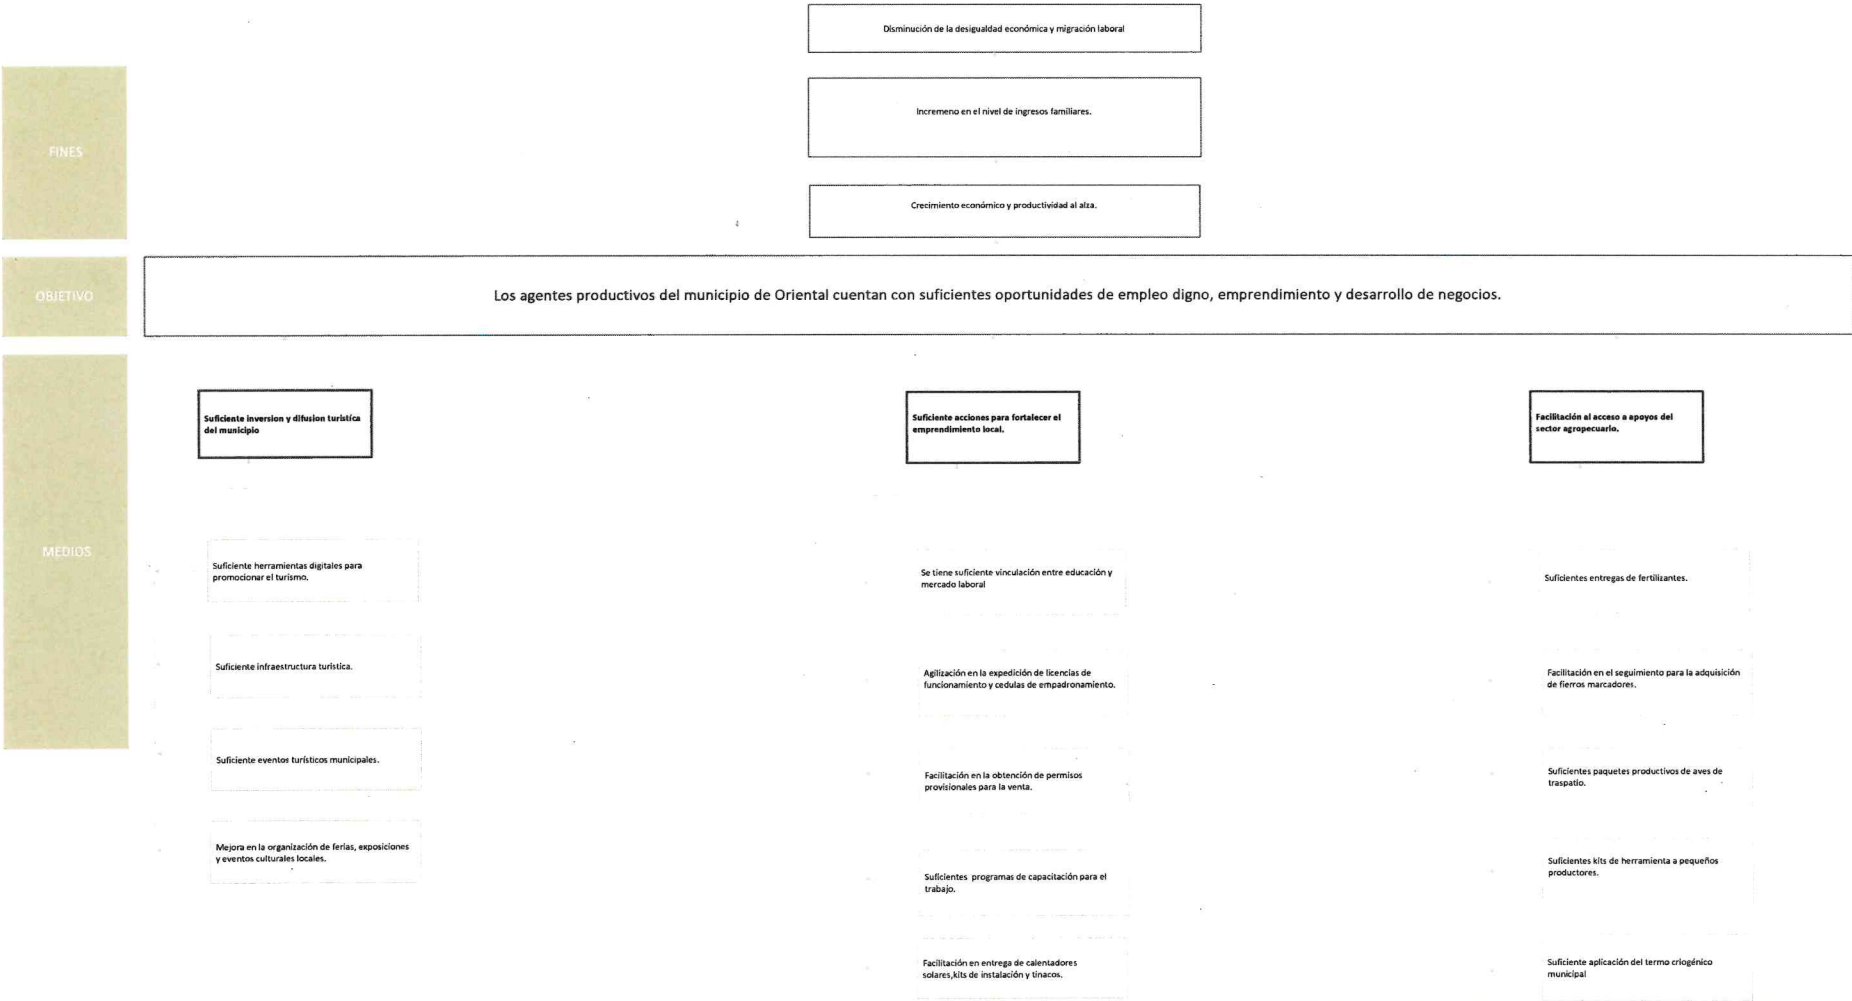 Disminución de la desigualdad económica y migración laboral
FINES
Incremeno en el nivel de ingresos familiares.
Crecimiento económico y productividad al alza.
OBJETIVO
Los agentes productivos del municipio de Oriental cuentan con suficientes oportunidades de empleo digno, emprendimiento y desarrollo de negocios.
MEDIOS
Suficiente inversion y difusion turistíca
del municipio
Suficiente herramientas digitales para
promocionar el turismo.
Suficiente infraestructura turistica.
Suficiente eventos turísticos municipales.
Mejora en la organización de ferias, exposiciones
y eventos culturales locales.
Suficiente acciones para fortalecer el
emprendimiento local.
Se tiene suficiente vinculación entre educación y
mercado laboral
Agilización en la expedición de licencias de
funcionamiento y cedulas de empadronamiento.
Facilitación en la obtención de permisos
provisionales para la venta.
Suficientes programas de capacitación para el
trabajo.
Facilitación en entrega de calentadores
solares,kits de instalación y tinacos.
Facilitación al acceso a apoyos del
sector agropecuario.
Suficientes entregas de fertilizantes.
Facilitación en el seguimiento para la adquisición
de fierros marcadores.
Suficientes paquetes productivos de aves de
traspatio.
Suficientes kits de herramienta a pequeños
productores.
Suficiente aplicación del termo criogénico
municipal